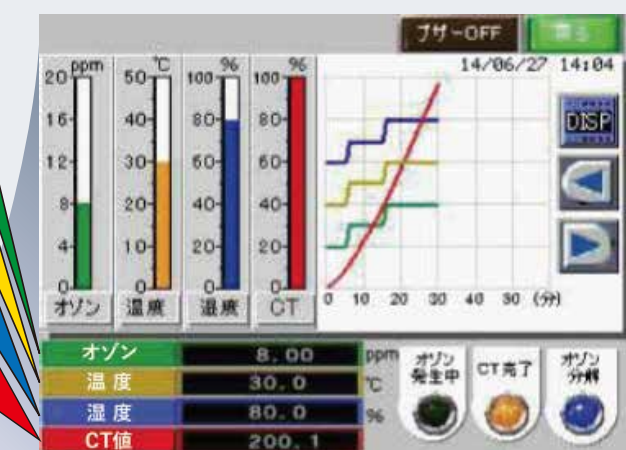 ブザーOFF 戻る
14/06/27 14:04
ppm ℃ % %
20 50 100 100
16 40 80 80
12 30 60 60
8 20 40 40
4 10 20 20
0 0 0 0
オゾン 温度 湿度 CT
0 10 20 30 40 50 (分)
DISP
オゾン 8.00 ppm
温度 30.0 ℃
湿度 80.0 %
CT値 200.1
オゾン
発生中
CT完了
オゾン
分解